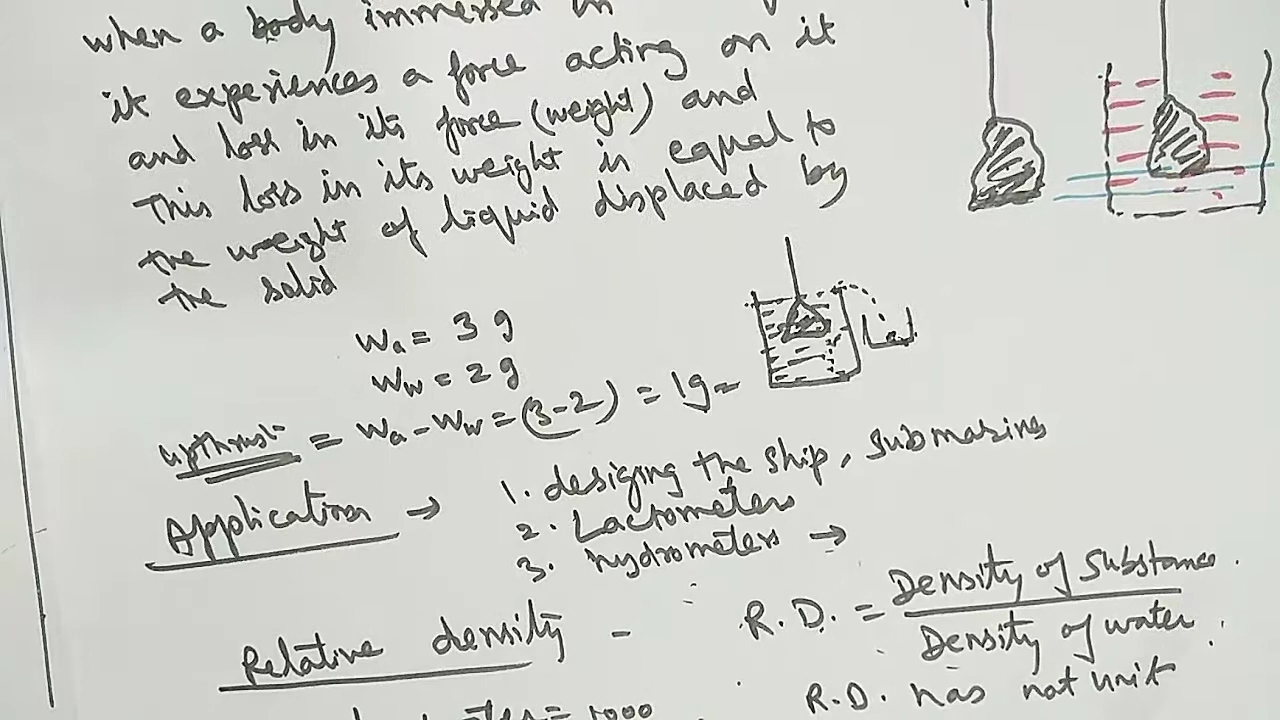 when a body immersed in
it experiences a force acting on it
and loss in its force (weight) and
This loss in its weight is equal to
the weight of liquid displaced by
the solid
Wa = 3 g
Ww = 2 g
upthrust = Wa - Ww = (3-2) = 1g
Application → 1. desiging the ship, submarines
2. Lactometers
3. hydrometers →
Relative density - R.D. = Density of substance / Density of water
R.D. has not unit
= 1000